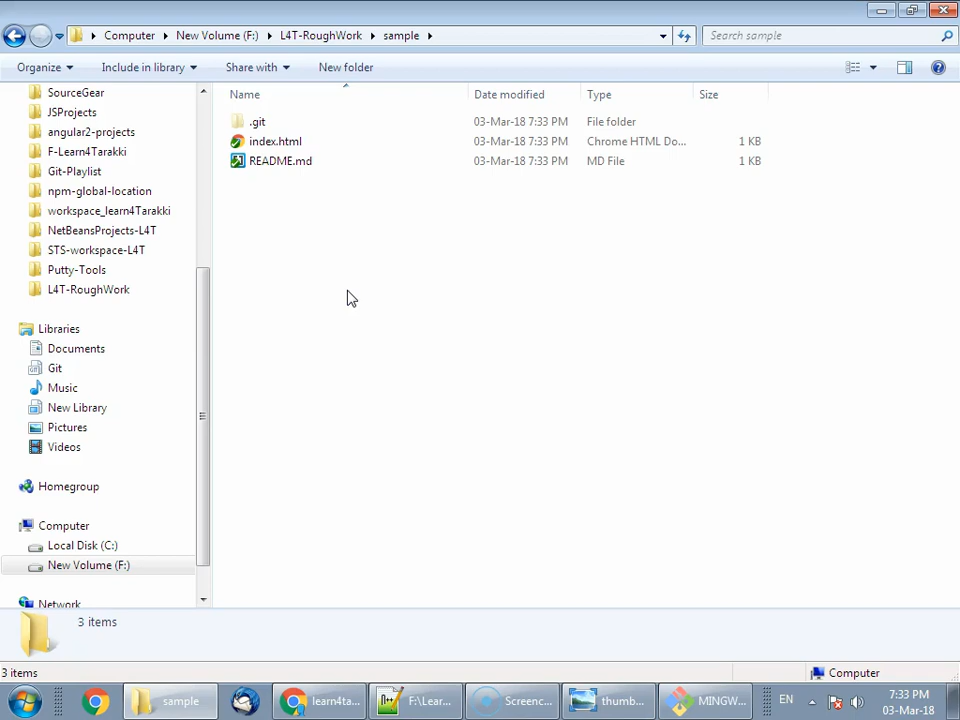 Computer
New Volume (F:)
L4T-RoughWork
sample
Search sample
Organize
Include in library
Share with
New folder
Name
Date modified
Type
Size
.git
03-Mar-18 7:33 PM
File folder
index.html
03-Mar-18 7:33 PM
Chrome HTML Do...
1 KB
README.md
03-Mar-18 7:33 PM
MD File
1 KB
SourceGear
JSProjects
angular2-projects
F-Learn4Tarakki
Git-Playlist
npm-global-location
workspace_learn4Tarakki
NetBeansProjects-L4T
STS-workspace-L4T
Putty-Tools
L4T-RoughWork
Libraries
Documents
Git
Music
New Library
Pictures
Videos
Homegroup
Computer
Local Disk (C:)
New Volume (F:)
Network
3 items
3 items
Computer
sample
learn4ta...
F:\Lear...
Screenc...
thumb...
MINGW...
EN
7:33 PM
03-Mar-18